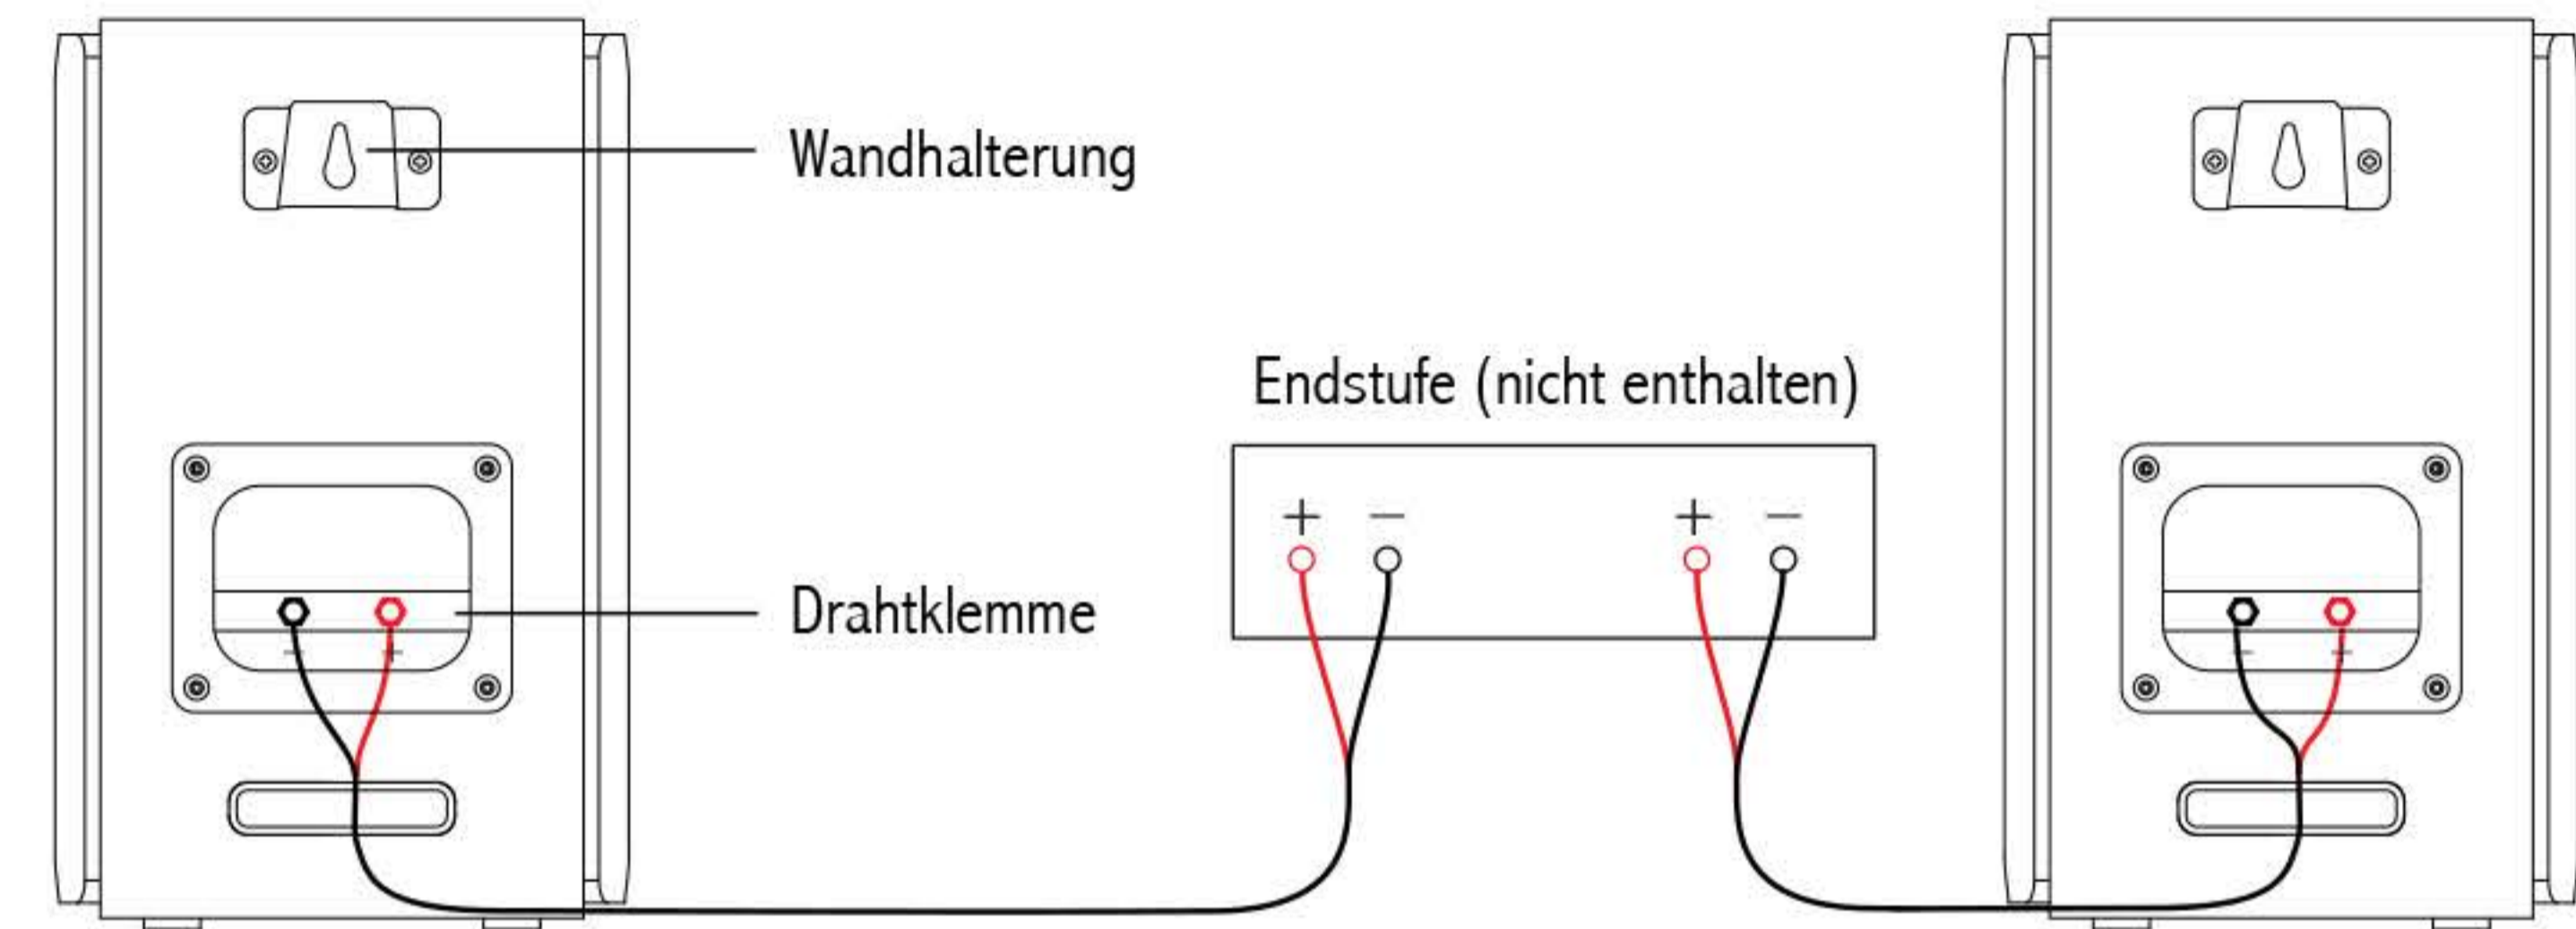 Wandhalterung
Endstufe (nicht enthalten)
+ − + −
Drahtklemme
− +
− +